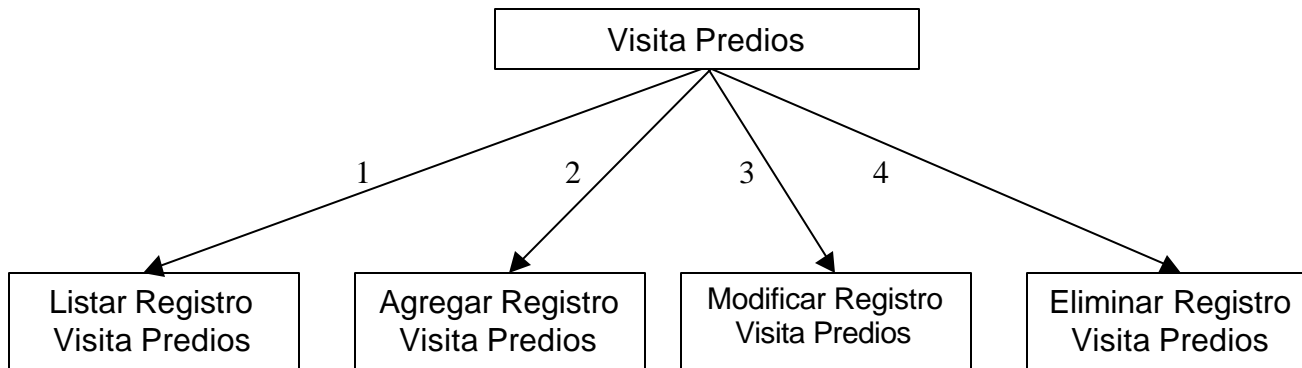 Visita Predios
1
2
3
4
Listar Registro
Visita Predios
Agregar Registro
Visita Predios
Modificar Registro
Visita Predios
Eliminar Registro
Visita Predios